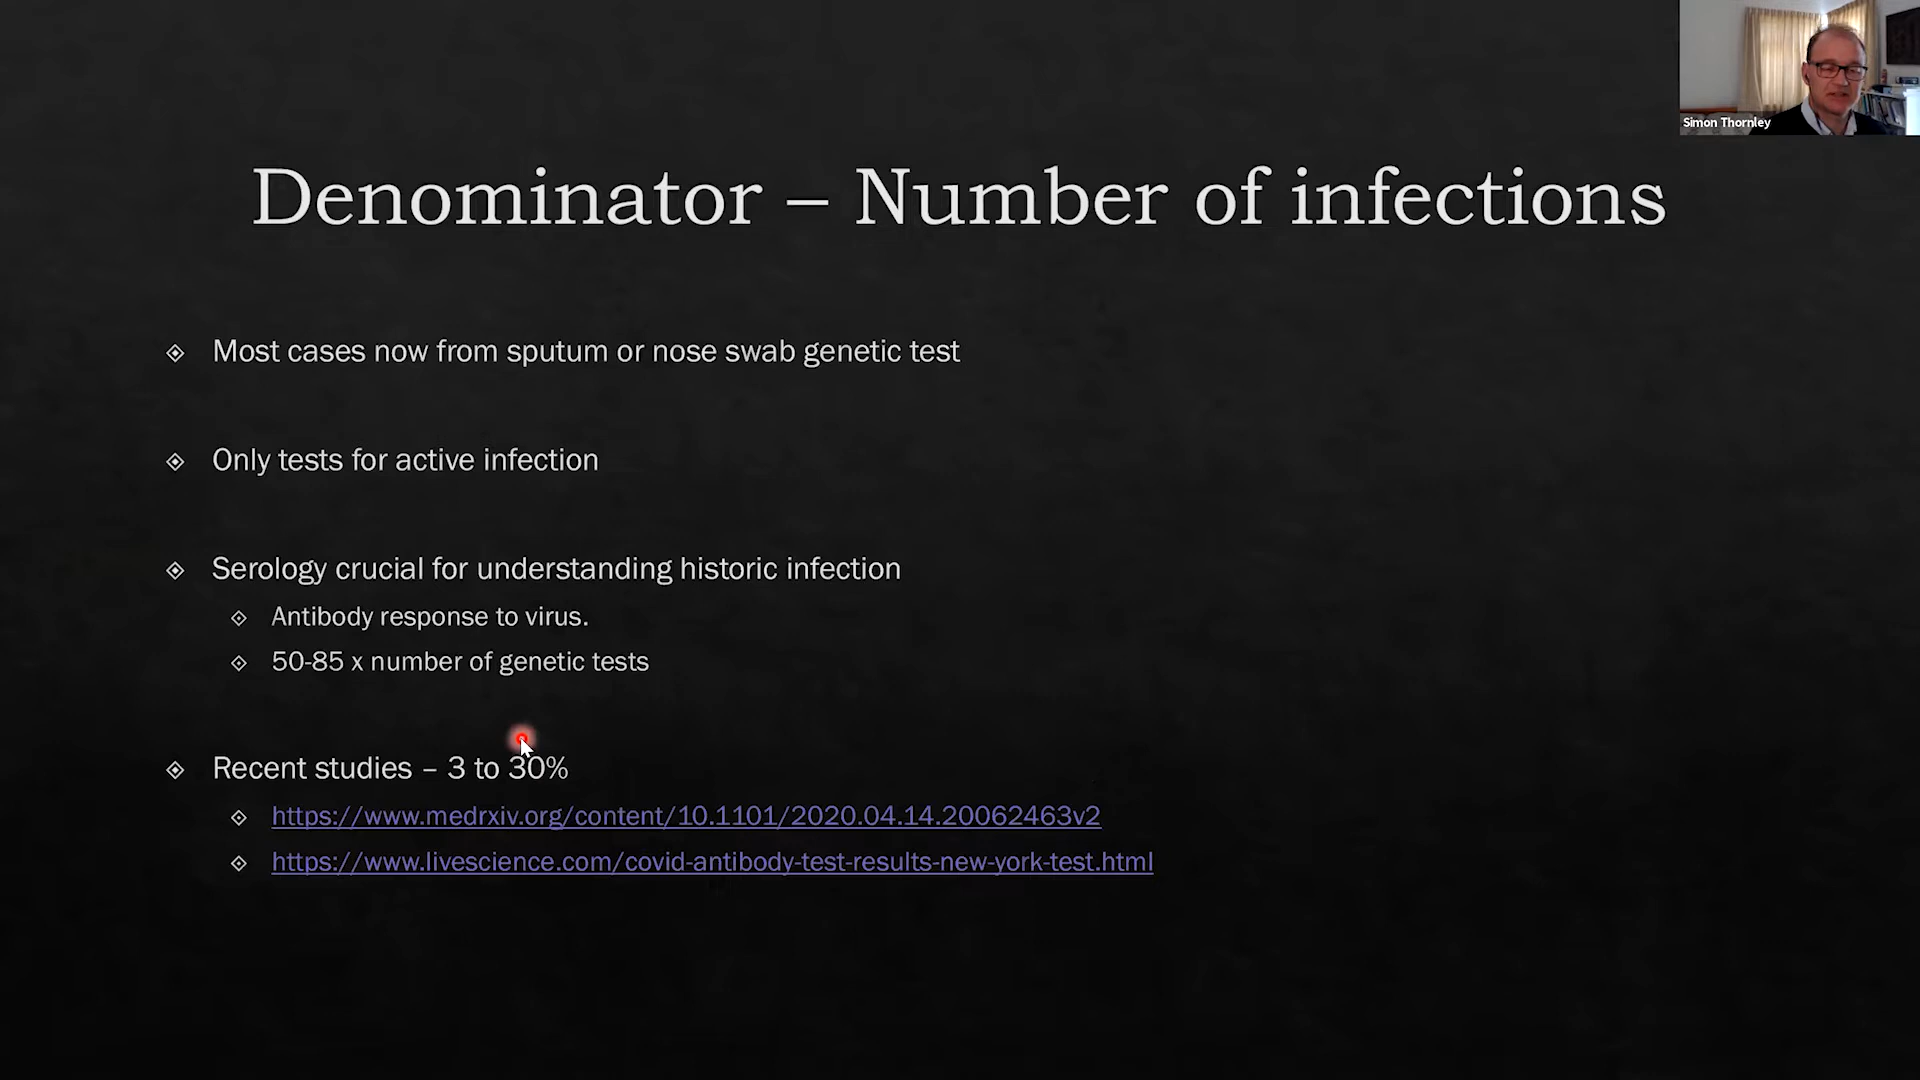 Simon Thornley
Denominator – Number of infections
Most cases now from sputum or nose swab genetic test
Only tests for active infection
Serology crucial for understanding historic infection
Antibody response to virus.
50-85 x number of genetic tests
Recent studies – 3 to 30%
https://www.medrxiv.org/content/10.1101/2020.04.14.20062463v2
https://www.livescience.com/covid-antibody-test-results-new-york-test.html